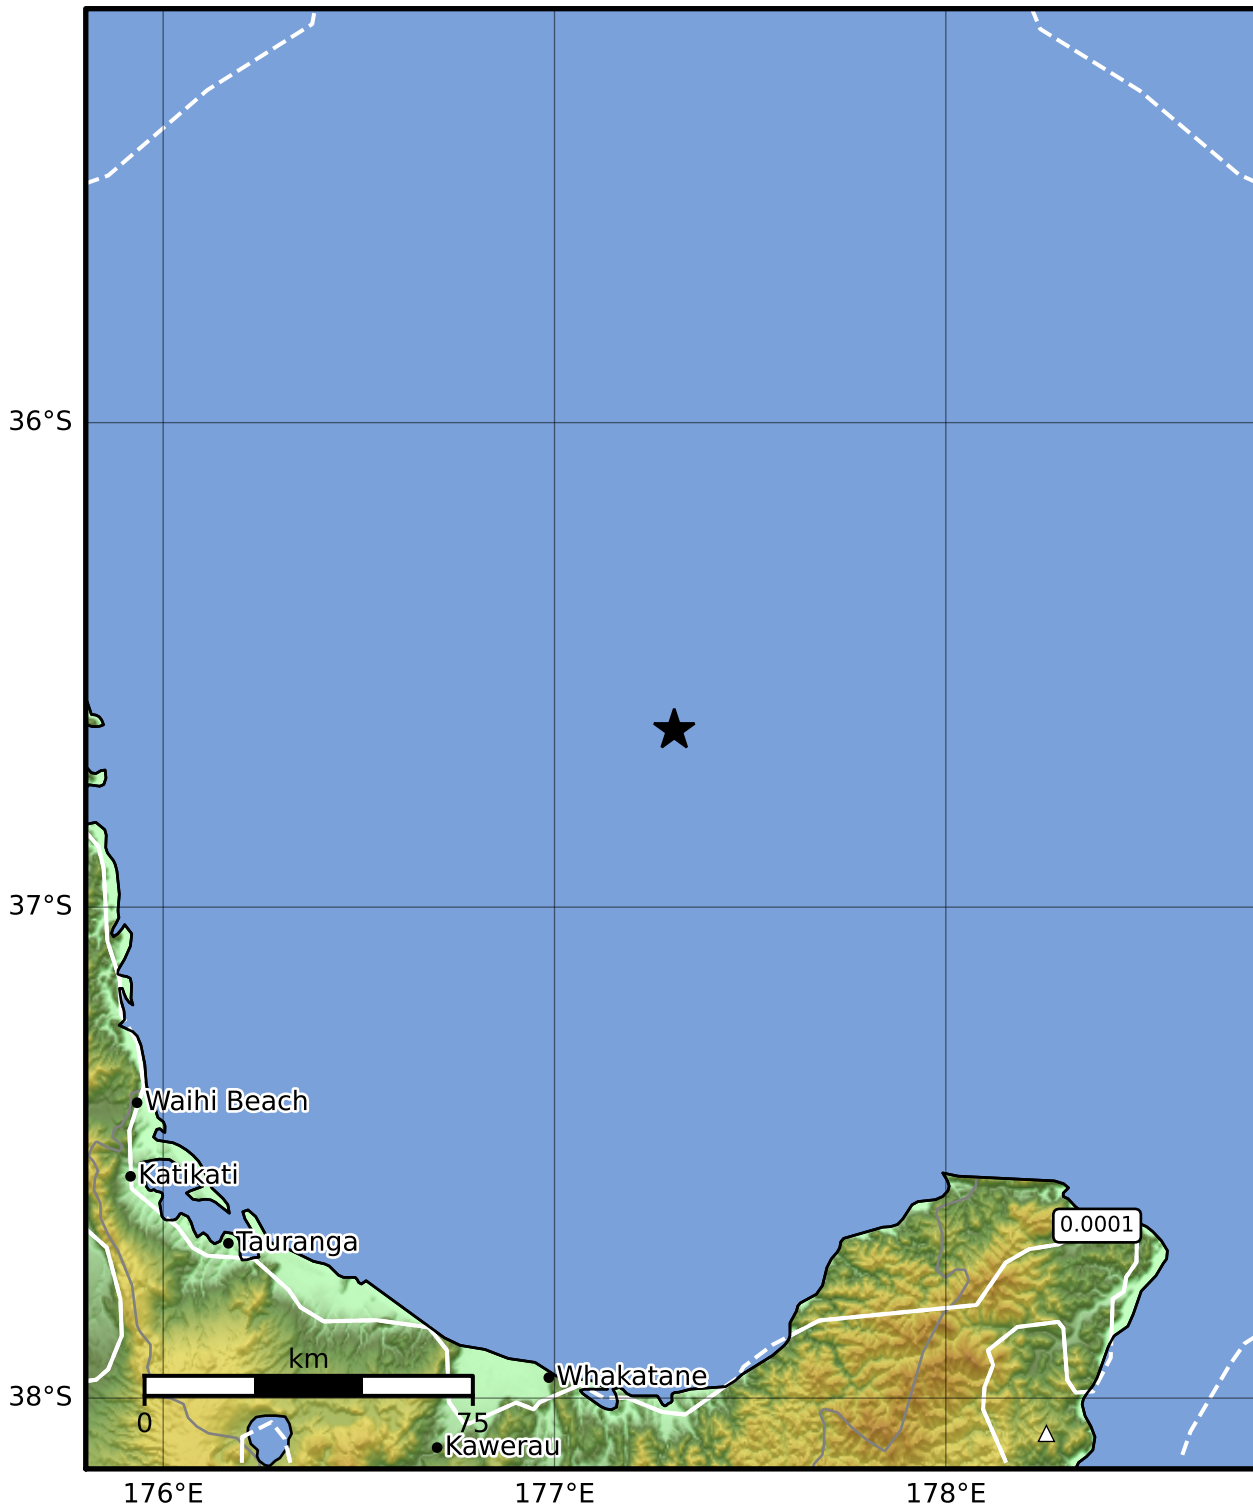 36°S
37°S
Waihi Beach
Katikati
0.0001
Tauranga
km
Whakatane
38°S
0
75
Kawerau
176°E
177°E
178°E